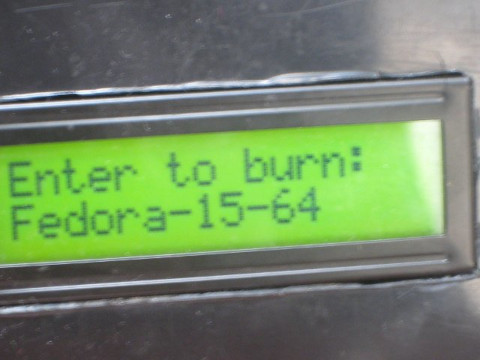 Enter to burn:
Fedora-15-64